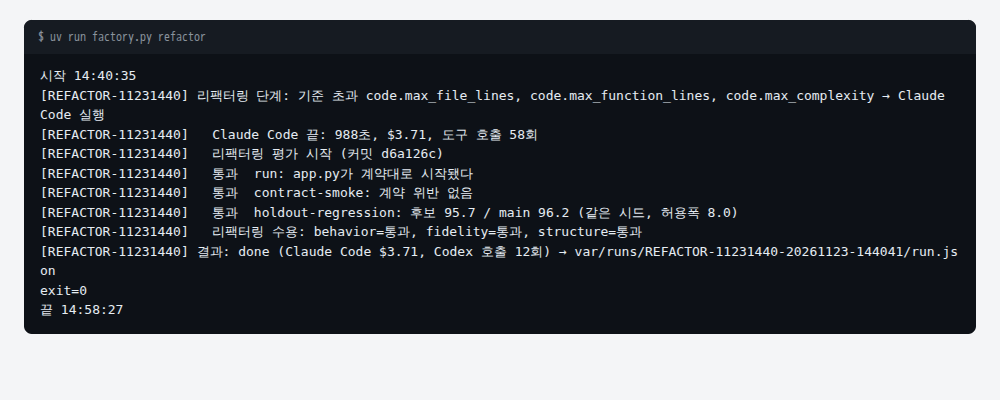 $ uv run factory.py refactor
시작 14:40:35
[REFACTOR-11231440] 리팩터링 단계: 기준 초과 code.max_file_lines, code.max_function_lines, code.max_complexity → Claude
Code 실행
[REFACTOR-11231440]   Claude Code 끝: 988초, $3.71, 도구 호출 58회
[REFACTOR-11231440]   리팩터링 평가 시작 (커밋 d6a126c)
[REFACTOR-11231440]   통과  run: app.py가 계약대로 시작됐다
[REFACTOR-11231440]   통과  contract-smoke: 계약 위반 없음
[REFACTOR-11231440]   통과  holdout-regression: 후보 95.7 / main 96.2 (같은 시드, 허용폭 8.0)
[REFACTOR-11231440]   리팩터링 수용: behavior=통과, fidelity=통과, structure=통과
[REFACTOR-11231440] 결과: done (Claude Code $3.71, Codex 호출 12회) → var/runs/REFACTOR-11231440-20261123-144041/run.js
on
exit=0
끝 14:58:27